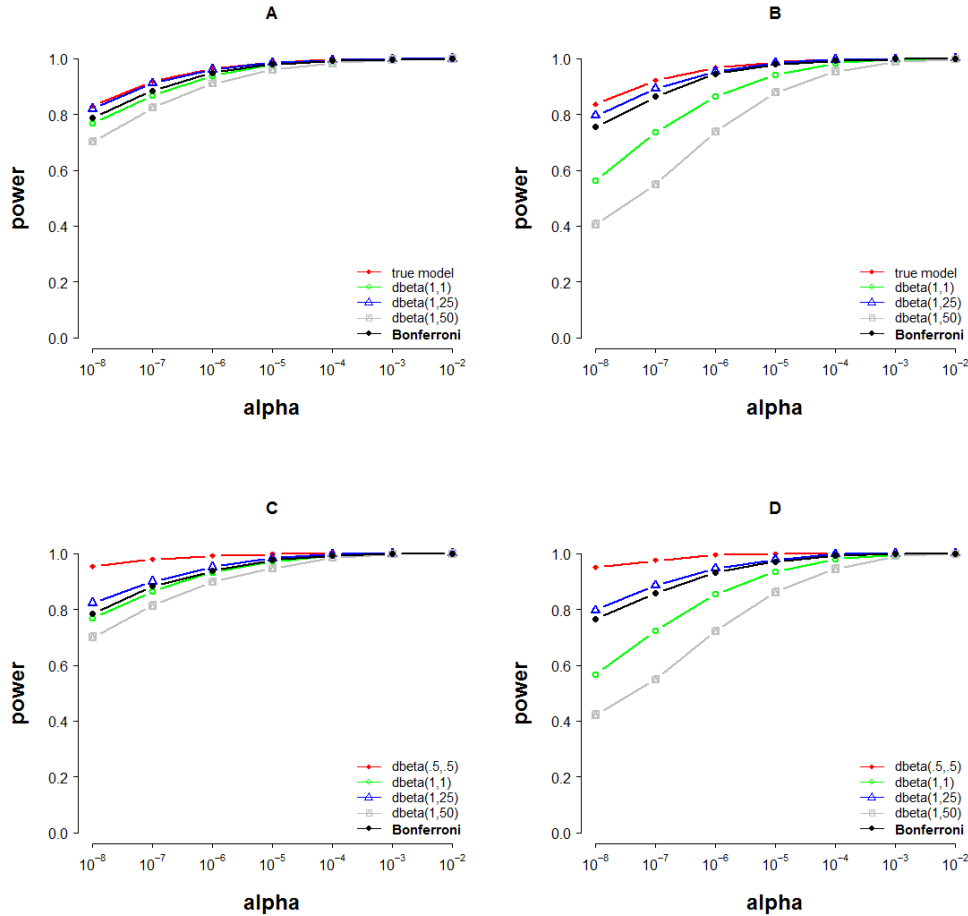 A
power
1.0
0.8
0.6
0.4
0.2
0.0
true model
dbeta(1,1)
dbeta(1,25)
dbeta(1,50)
Bonferroni
10⁻⁸ 10⁻⁷ 10⁻⁶ 10⁻⁵ 10⁻⁴ 10⁻³ 10⁻²
alpha
B
power
1.0
0.8
0.6
0.4
0.2
0.0
true model
dbeta(1,1)
dbeta(1,25)
dbeta(1,50)
Bonferroni
10⁻⁸ 10⁻⁷ 10⁻⁶ 10⁻⁵ 10⁻⁴ 10⁻³ 10⁻²
alpha
C
power
1.0
0.8
0.6
0.4
0.2
0.0
dbeta(.5,.5)
dbeta(1,1)
dbeta(1,25)
dbeta(1,50)
Bonferroni
10⁻⁸ 10⁻⁷ 10⁻⁶ 10⁻⁵ 10⁻⁴ 10⁻³ 10⁻²
alpha
D
power
1.0
0.8
0.6
0.4
0.2
0.0
dbeta(.5,.5)
dbeta(1,1)
dbeta(1,25)
dbeta(1,50)
Bonferroni
10⁻⁸ 10⁻⁷ 10⁻⁶ 10⁻⁵ 10⁻⁴ 10⁻³ 10⁻²
alpha